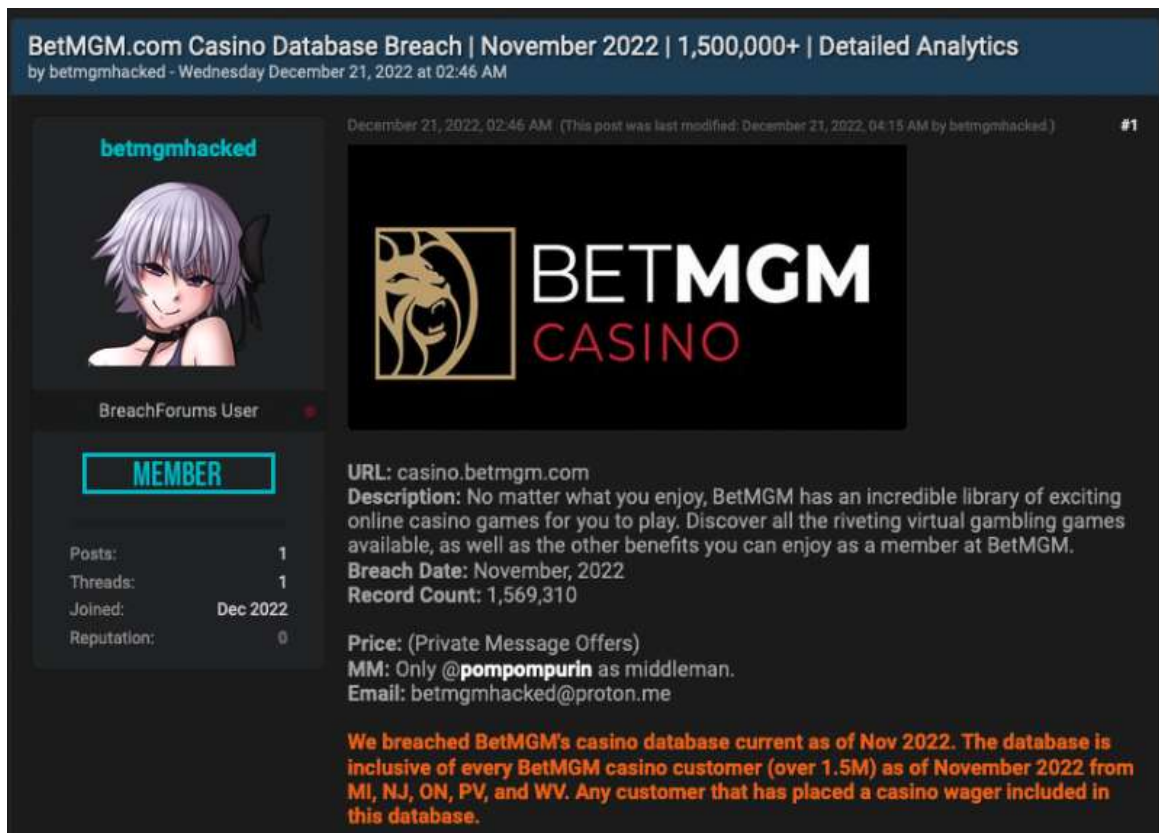 BetMGM.com Casino Database Breach | November 2022 | 1,500,000+ | Detailed Analytics
by betmgmhacked - Wednesday December 21, 2022 at 02:46 AM
betmgmhacked
BreachForums User
MEMBER
Posts: 1
Threads: 1
Joined: Dec 2022
Reputation: 0
December 21, 2022, 02:46 AM (This post was last modified: December 21, 2022, 04:15 AM by betmgmhacked.)
#1
BETMGM
CASINO
URL: casino.betmgm.com
Description: No matter what you enjoy, BetMGM has an incredible library of exciting
online casino games for you to play. Discover all the riveting virtual gambling games
available, as well as the other benefits you can enjoy as a member at BetMGM.
Breach Date: November, 2022
Record Count: 1,569,310
Price: (Private Message Offers)
MM: Only @pompompurin as middleman.
Email: betmgmhacked@proton.me
We breached BetMGM's casino database current as of Nov 2022. The database is
inclusive of every BetMGM casino customer (over 1.5M) as of November 2022 from
MI, NJ, ON, PV, and WV. Any customer that has placed a casino wager included in
this database.